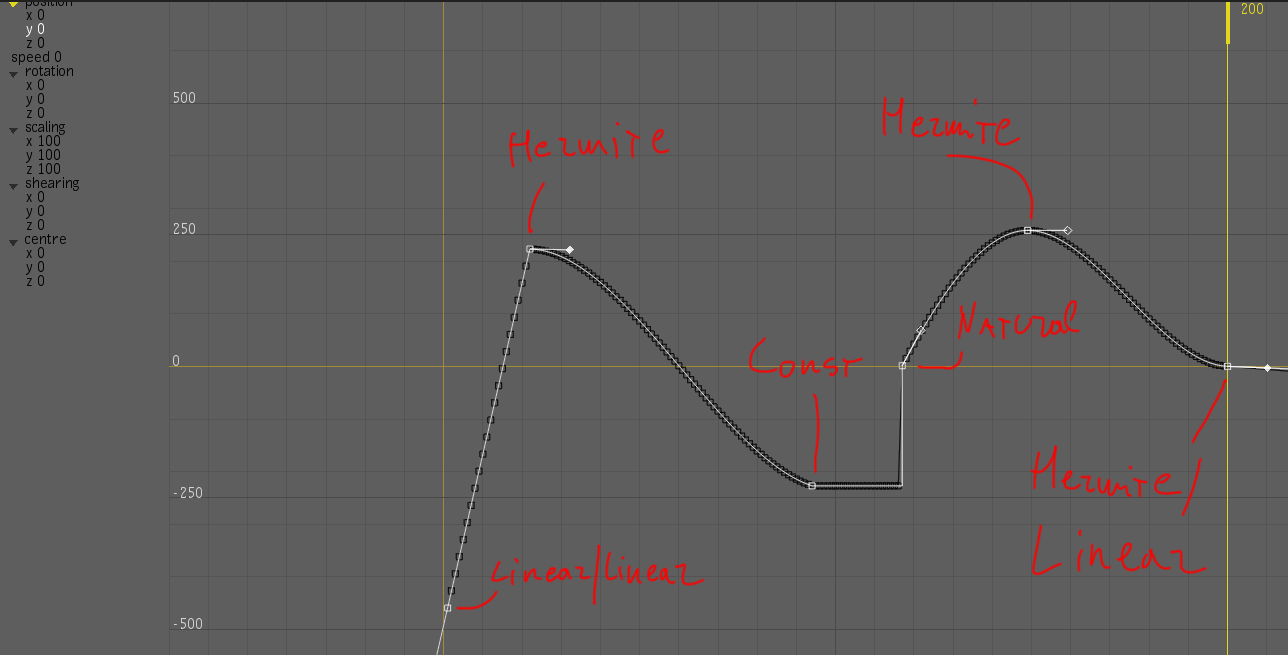 position
x 0
y 0
z 0
speed 0
rotation
x 0
y 0
z 0
scaling
x 100
y 100
z 100
shearing
x 0
y 0
z 0
centre
x 0
y 0
z 0
200
500
250
0
-250
-500
Hermite
Hermite
Const
Natural
Hermite/
Linear
Linear/Linear